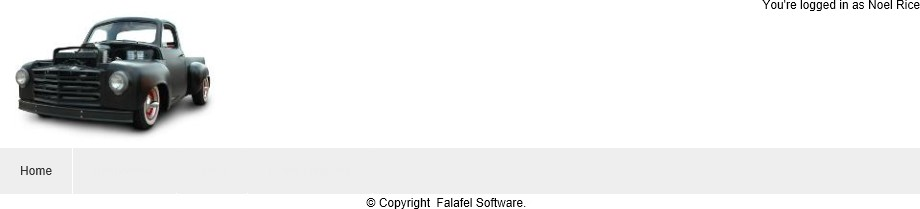 You're logged in as Noel Rice
Home
© Copyright  Falafel Software.